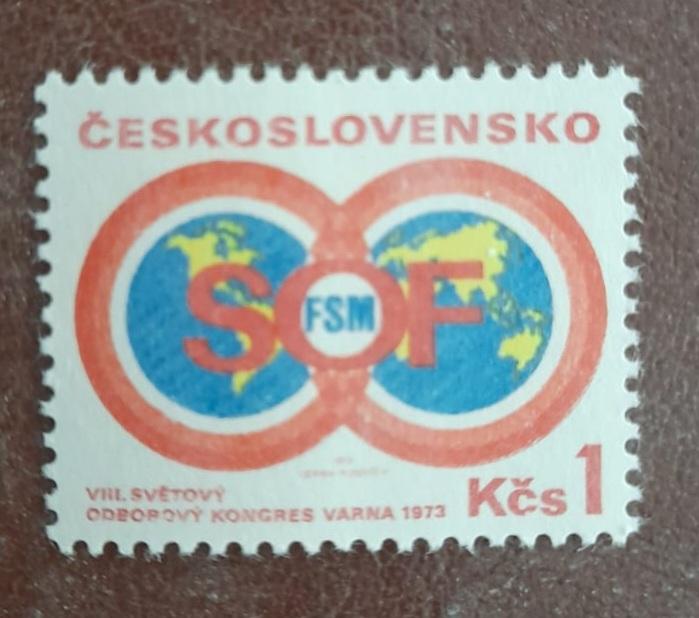 ČESKOSLOVENSKO
SOF
FSM
VIII. SVĚTOVÝ
ODBOROVÝ KONGRES VARNA 1973
Kčs 1